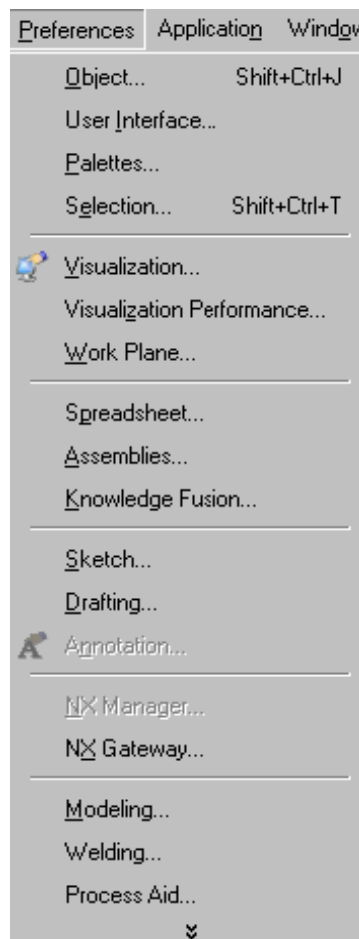 Preferences Application Window
Object... Shift+Ctrl+J
User Interface...
Palettes...
Selection... Shift+Ctrl+T
Visualization...
Visualization Performance...
Work Plane...
Spreadsheet...
Assemblies...
Knowledge Fusion...
Sketch...
Drafting...
Annotation...
NX Manager...
NX Gateway...
Modeling...
Welding...
Process Aid...